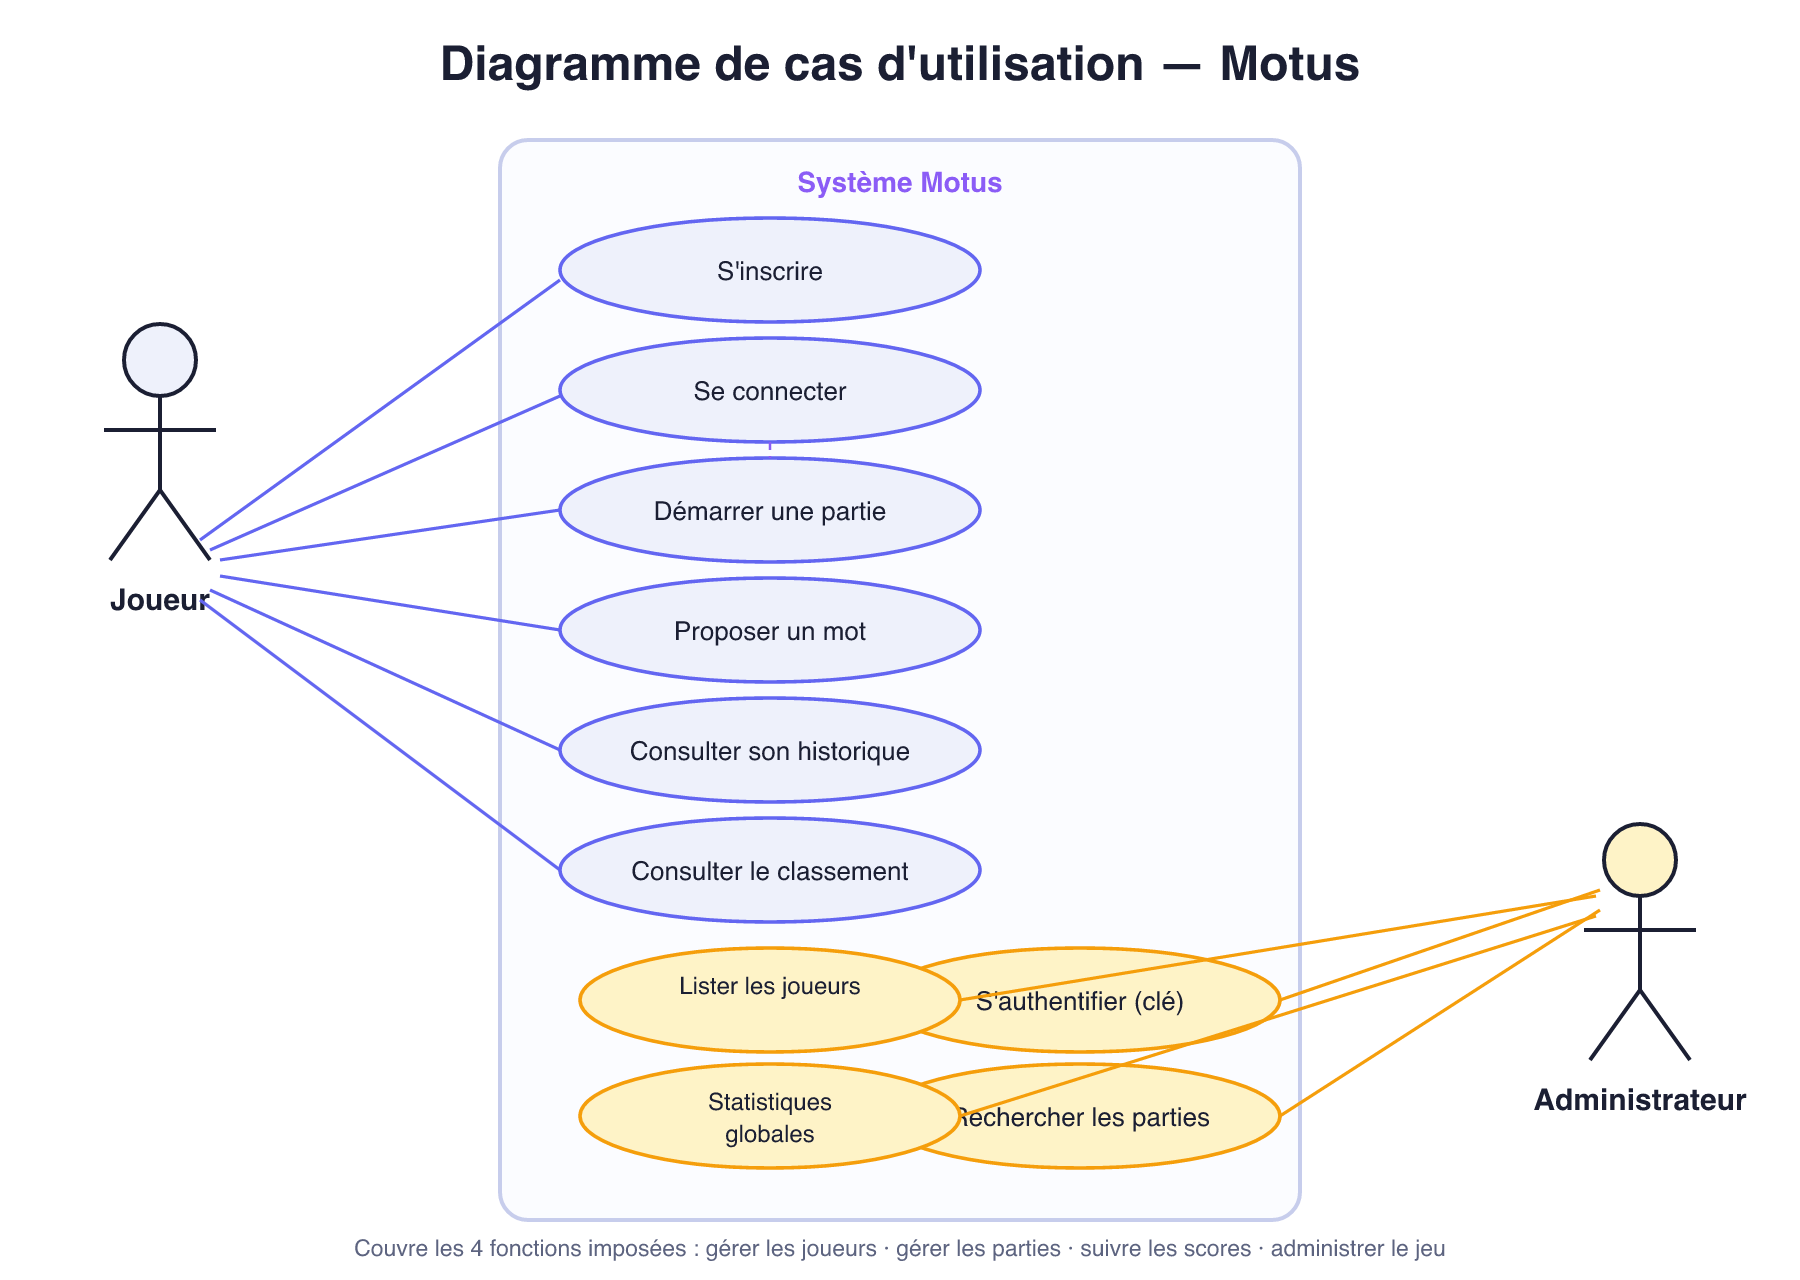 Diagramme de cas d'utilisation — Motus
Système Motus
S'inscrire
Se connecter
Démarrer une partie
Joueur
Proposer un mot
Consulter son historique
Consulter le classement
Lister les joueurs
S'authentifier (clé)
Statistiques
globales
Rechercher les parties
Administrateur
Couvre les 4 fonctions imposées : gérer les joueurs · gérer les parties · suivre les scores · administrer le jeu